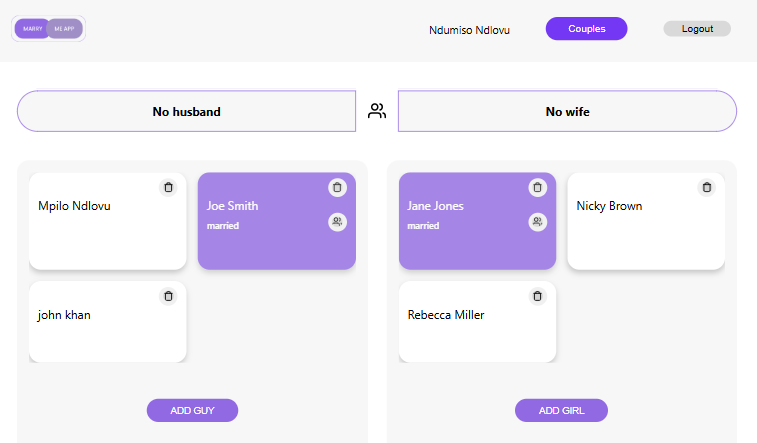 MARRY ME APP
Ndumiso Ndlovu
Couples
Logout
No husband
No wife
Mpilo Ndlovu
Joe Smith
married
Jane Jones
married
Nicky Brown
john khan
Rebecca Miller
ADD GUY
ADD GIRL